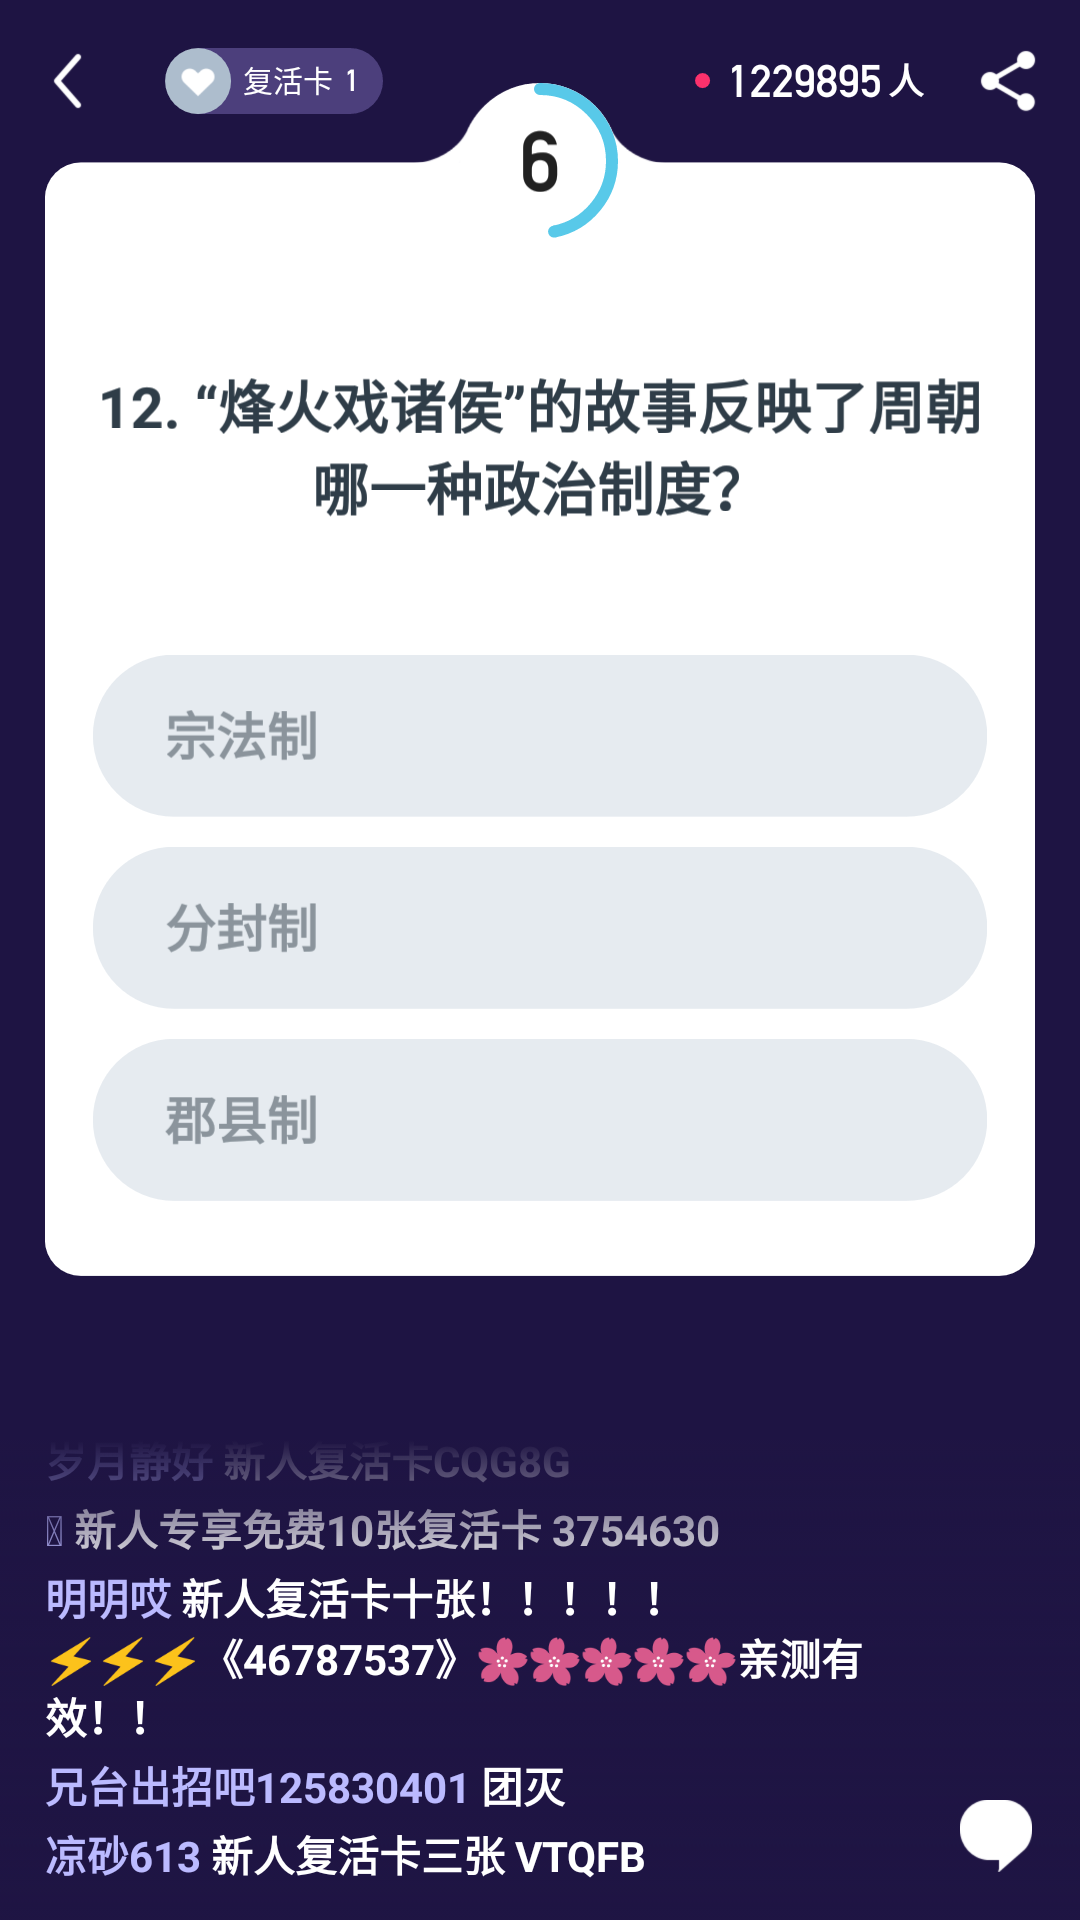 复活卡 1
1229895 人
6
12. “烽火戏诸侯”的故事反映了周朝
哪一种政治制度?
宗法制
分封制
郡县制
岁月静好 新人复活卡CQG8G
新人专享免费10张复活卡 3754630
明明哎 新人复活卡十张！！！！！
⚡⚡⚡《46787537》🌸🌸🌸🌸🌸亲测有
效！！
兄台出招吧125830401 团灭
凉砂613 新人复活卡三张 VTQFB